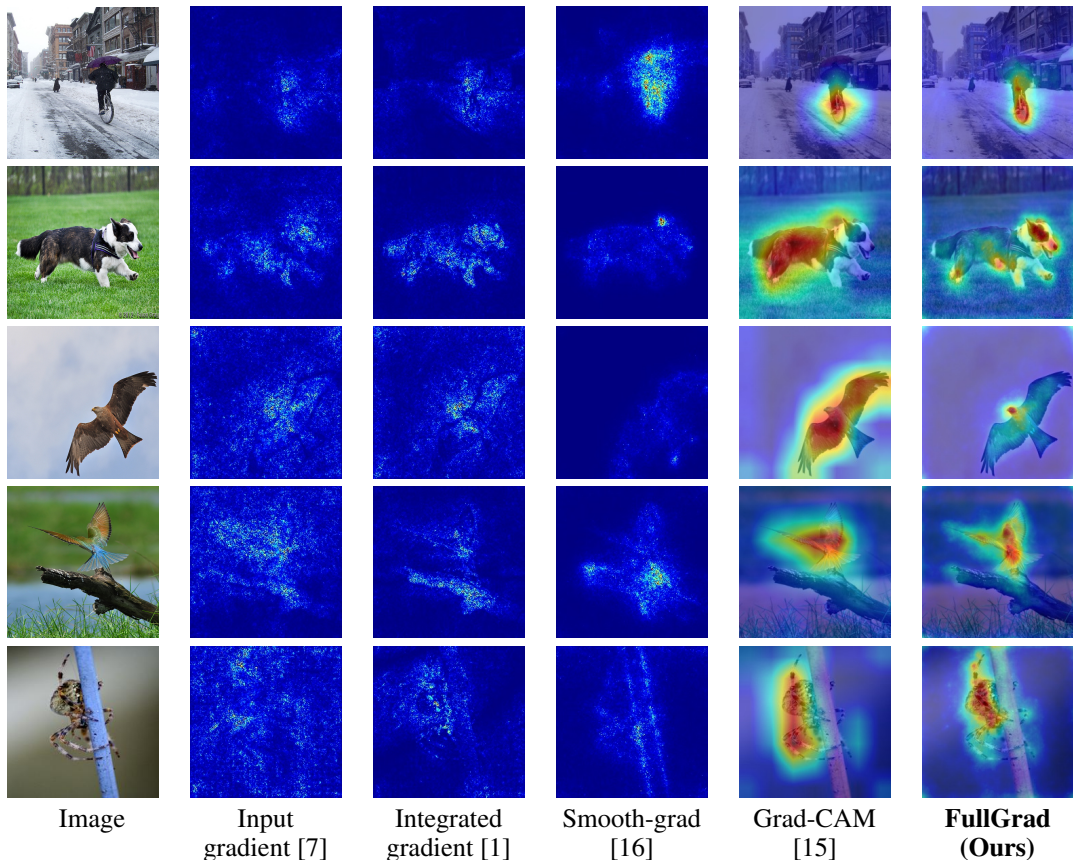 Image
Input
gradient [7]
Integrated
gradient [1]
Smooth-grad
[16]
Grad-CAM
[15]
FullGrad
(Ours)